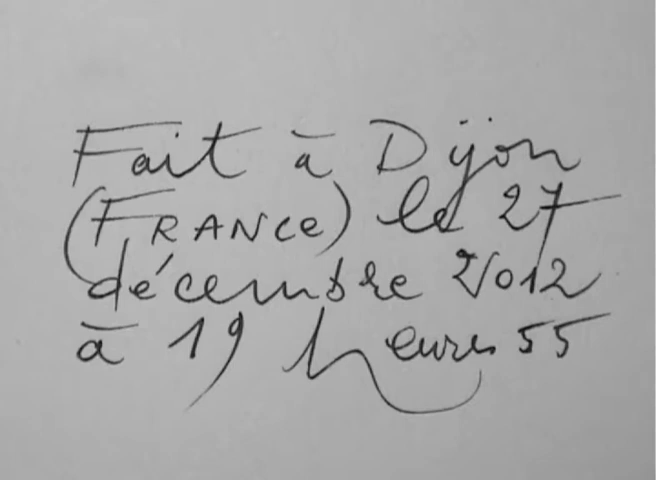 Fait à Dijon
(FRANCe) le 27
décembre 2012
à 19 heures 55